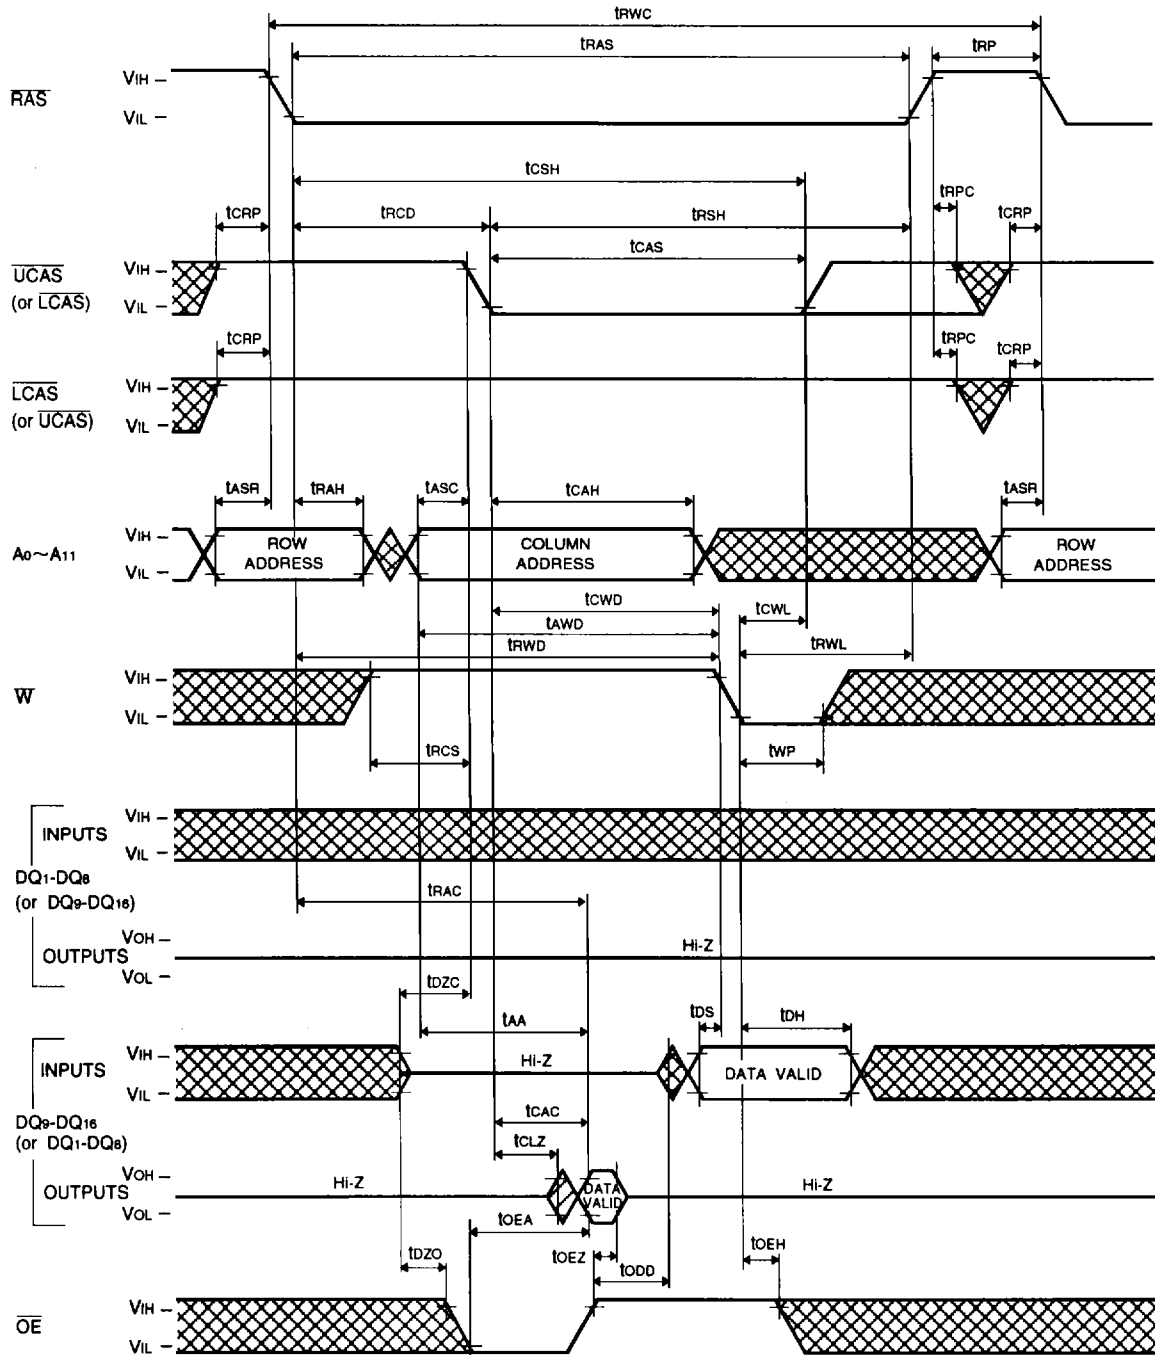 tRWC
tRAS
tRP
RAS
VIH
VIL
tCSH
tCRP
tRCD
tRSH
tRPC
tCRP
tCAS
UCAS
(or LCAS)
VIH
VIL
tCRP
tRPC
tCRP
LCAS
(or UCAS)
VIH
VIL
tASR
tRAH
tASC
tCAH
tASR
A0~A11
VIH
VIL
ROW
ADDRESS
COLUMN
ADDRESS
ROW
ADDRESS
tCWD
tCWL
tAWD
tRWD
tRWL
W
VIH
VIL
tRCS
tWP
INPUTS
VIH
VIL
DQ1-DQ8
(or DQ9-DQ16)
tRAC
OUTPUTS
VOH
VOL
Hi-Z
tDZC
tAA
tDS
tDH
INPUTS
VIH
VIL
Hi-Z
DATA VALID
DQ9-DQ16
(or DQ1-DQ8)
tCAC
tCLZ
OUTPUTS
VOH
VOL
Hi-Z
DATA
VALID
Hi-Z
tOEA
tDZO
tOEZ
tODD
tOEH
OE
VIH
VIL